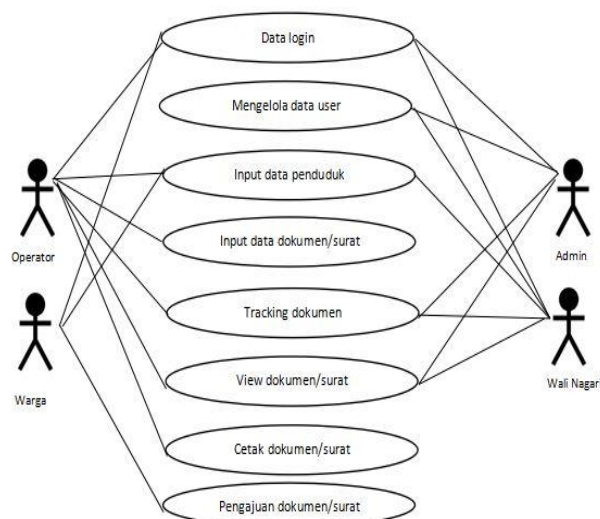 Data login
Mengelola data user
Input data penduduk
Operator
Admin
Input data dokumen/surat
Tracking dokumen
Warga
View dokumen/surat
Wali Nagari
Cetak dokumen/surat
Pengajuan dokumen/surat